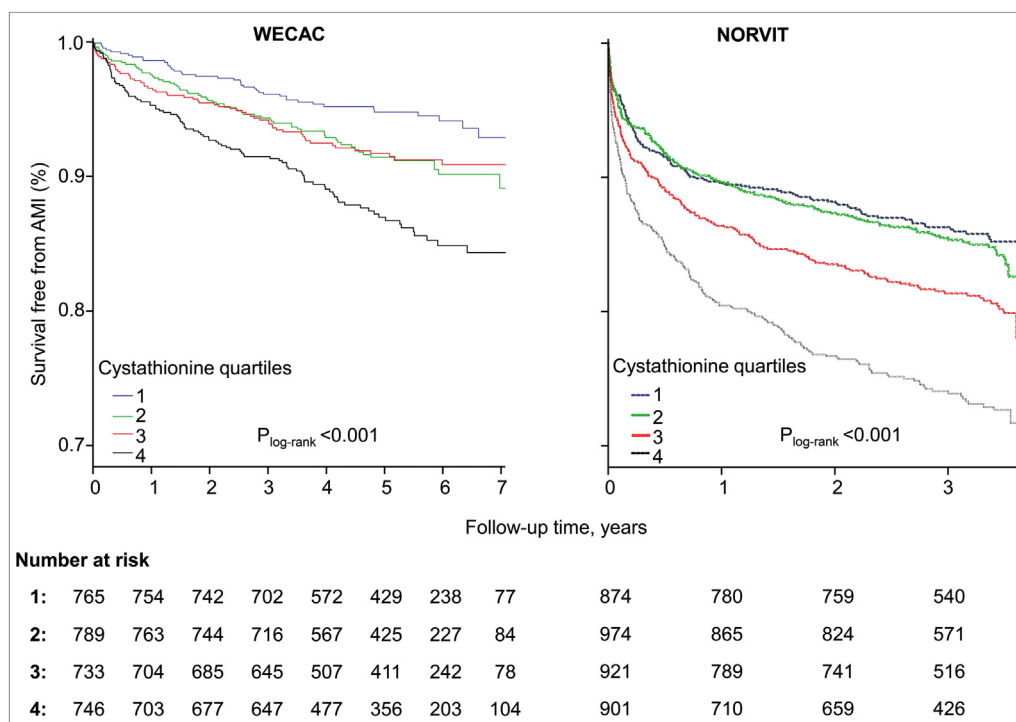 WECAC
NORVIT
Survival free from AMI (%)
1.0
0.9
0.8
0.7
Cystathionine quartiles
1
2
3
4
P log-rank <0.001
0 1 2 3 4 5 6 7
Cystathionine quartiles
1
2
3
4
P log-rank <0.001
0 1 2 3
Follow-up time, years
Number at risk
1: 765 754 742 702 572 429 238 77 874 780 759 540
2: 789 763 744 716 567 425 227 84 974 865 824 571
3: 733 704 685 645 507 411 242 78 921 789 741 516
4: 746 703 677 647 477 356 203 104 901 710 659 426